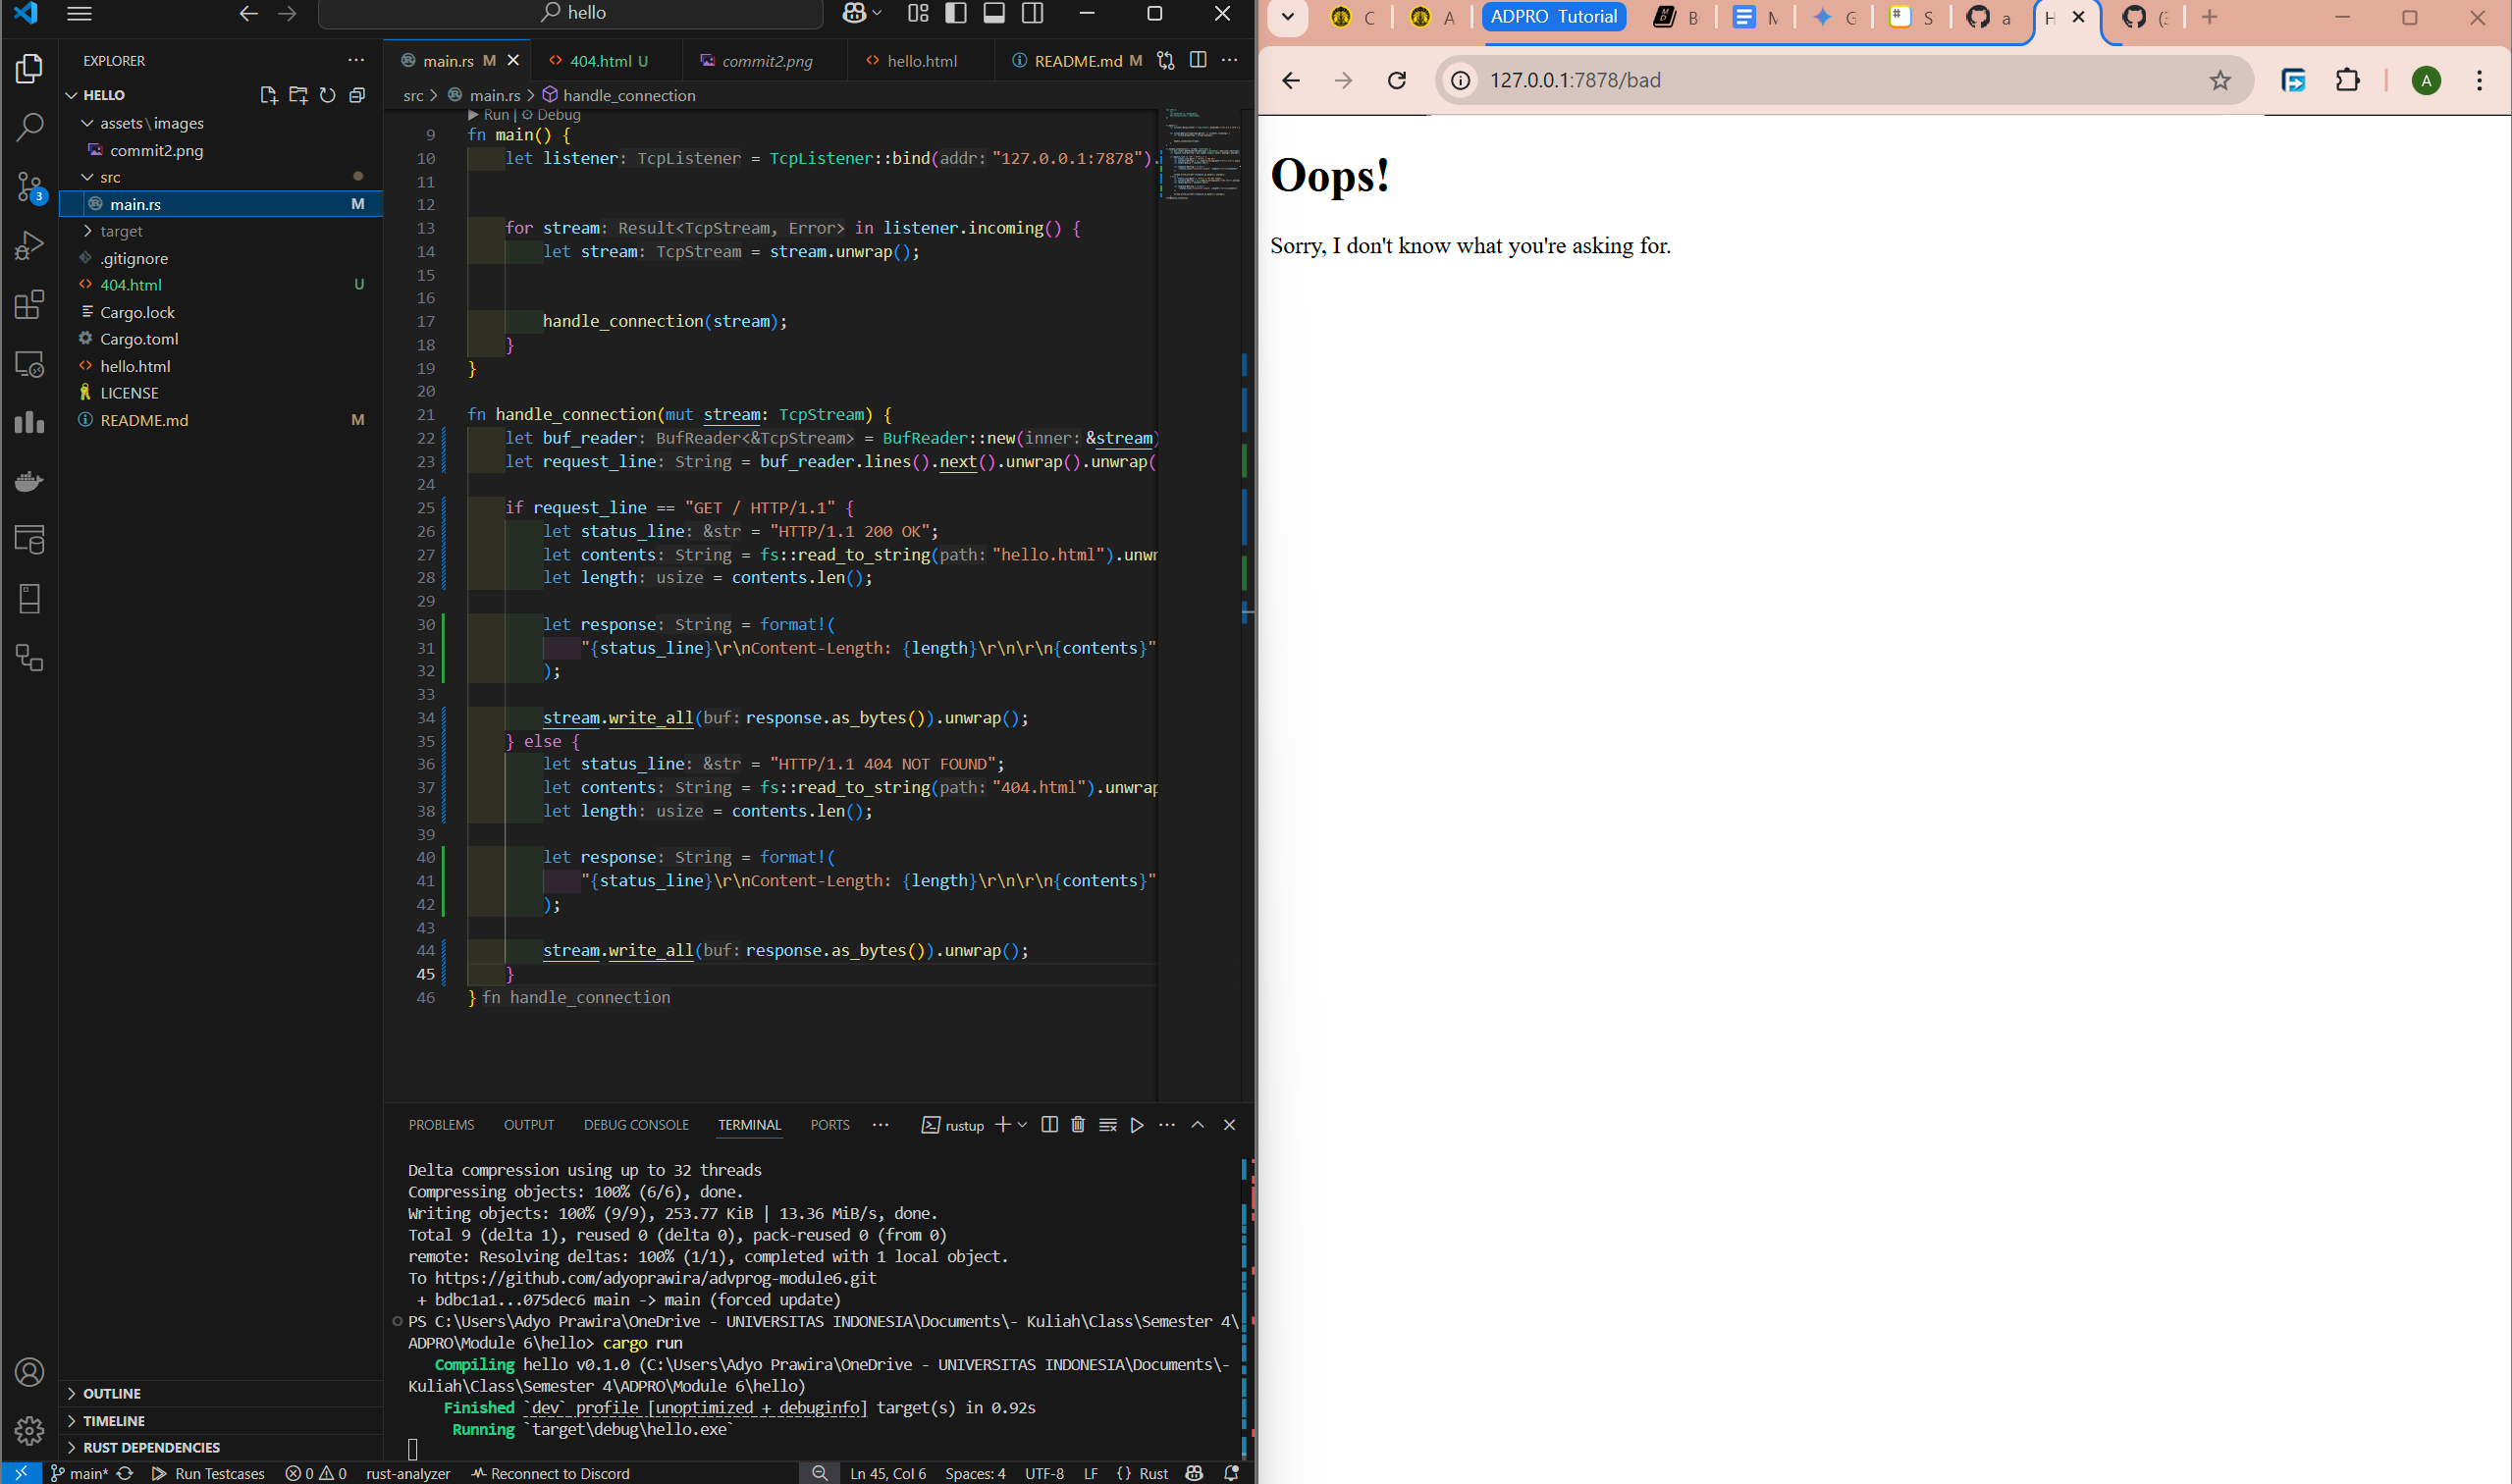 hello
EXPLORER
HELLO
assets\images
commit2.png
src
main.rs M
target
.gitignore
404.html U
Cargo.lock
Cargo.toml
hello.html
LICENSE
README.md M
OUTLINE
TIMELINE
RUST DEPENDENCIES
main.rs M 404.html U commit2.png hello.html README.md M
src > main.rs > handle_connection
Run | Debug
9 fn main() {
10 let listener: TcpListener = TcpListener::bind(addr: "127.0.0.1:7878").
11
12
13 for stream: Result<TcpStream, Error> in listener.incoming() {
14 let stream: TcpStream = stream.unwrap();
15
16
17 handle_connection(stream);
18 }
19 }
20
21 fn handle_connection(mut stream: TcpStream) {
22 let buf_reader: BufReader<&TcpStream> = BufReader::new(inner: &stream)
23 let request_line: String = buf_reader.lines().next().unwrap().unwrap(
24
25 if request_line == "GET / HTTP/1.1" {
26 let status_line: &str = "HTTP/1.1 200 OK";
27 let contents: String = fs::read_to_string(path: "hello.html").unwr
28 let length: usize = contents.len();
29
30 let response: String = format!(
31 "{status_line}\r\nContent-Length: {length}\r\n\r\n{contents}"
32 );
33
34 stream.write_all(buf: response.as_bytes()).unwrap();
35 } else {
36 let status_line: &str = "HTTP/1.1 404 NOT FOUND";
37 let contents: String = fs::read_to_string(path: "404.html").unwrap
38 let length: usize = contents.len();
39
40 let response: String = format!(
41 "{status_line}\r\nContent-Length: {length}\r\n\r\n{contents}"
42 );
43
44 stream.write_all(buf: response.as_bytes()).unwrap();
45 }
46 } fn handle_connection
PROBLEMS OUTPUT DEBUG CONSOLE TERMINAL PORTS rustup
Delta compression using up to 32 threads
Compressing objects: 100% (6/6), done.
Writing objects: 100% (9/9), 253.77 KiB | 13.36 MiB/s, done.
Total 9 (delta 1), reused 0 (delta 0), pack-reused 0 (from 0)
remote: Resolving deltas: 100% (1/1), completed with 1 local object.
To https://github.com/adyoprawira/advprog-module6.git
+ bdbc1a1...075dec6 main -> main (forced update)
PS C:\Users\Adyo Prawira\OneDrive - UNIVERSITAS INDONESIA\Documents\- Kuliah\Class\Semester 4\
ADPRO\Module 6\hello> cargo run
Compiling hello v0.1.0 (C:\Users\Adyo Prawira\OneDrive - UNIVERSITAS INDONESIA\Documents\-
Kuliah\Class\Semester 4\ADPRO\Module 6\hello)
Finished `dev` profile [unoptimized + debuginfo] target(s) in 0.92s
Running `target\debug\hello.exe`
3
main* Run Testcases 0 0 rust-analyzer Reconnect to Discord Ln 45, Col 6 Spaces: 4 UTF-8 LF {} Rust
C A ADPRO Tutorial B G S a H
127.0.0.1:7878/bad
A
Oops!
Sorry, I don't know what you're asking for.